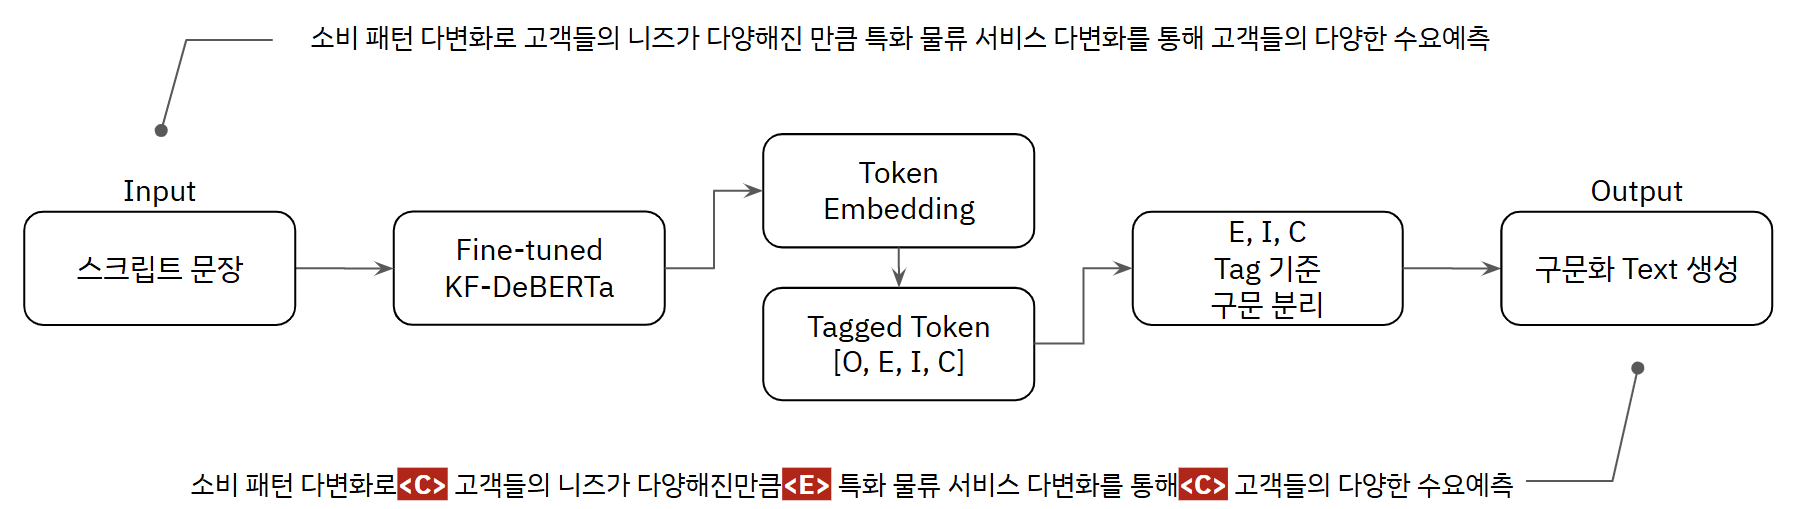 소비 패턴 다변화로 고객들의 니즈가 다양해진 만큼 특화 물류 서비스 다변화를 통해 고객들의 다양한 수요예측
Input
스크립트 문장
Fine-tuned
KF-DeBERTa
Token
Embedding
Tagged Token
[O, E, I, C]
E, I, C
Tag 기준
구문 분리
Output
구문화 Text 생성
소비 패턴 다변화로<C> 고객들의 니즈가 다양해진만큼<E> 특화 물류 서비스 다변화를 통해<C> 고객들의 다양한 수요예측